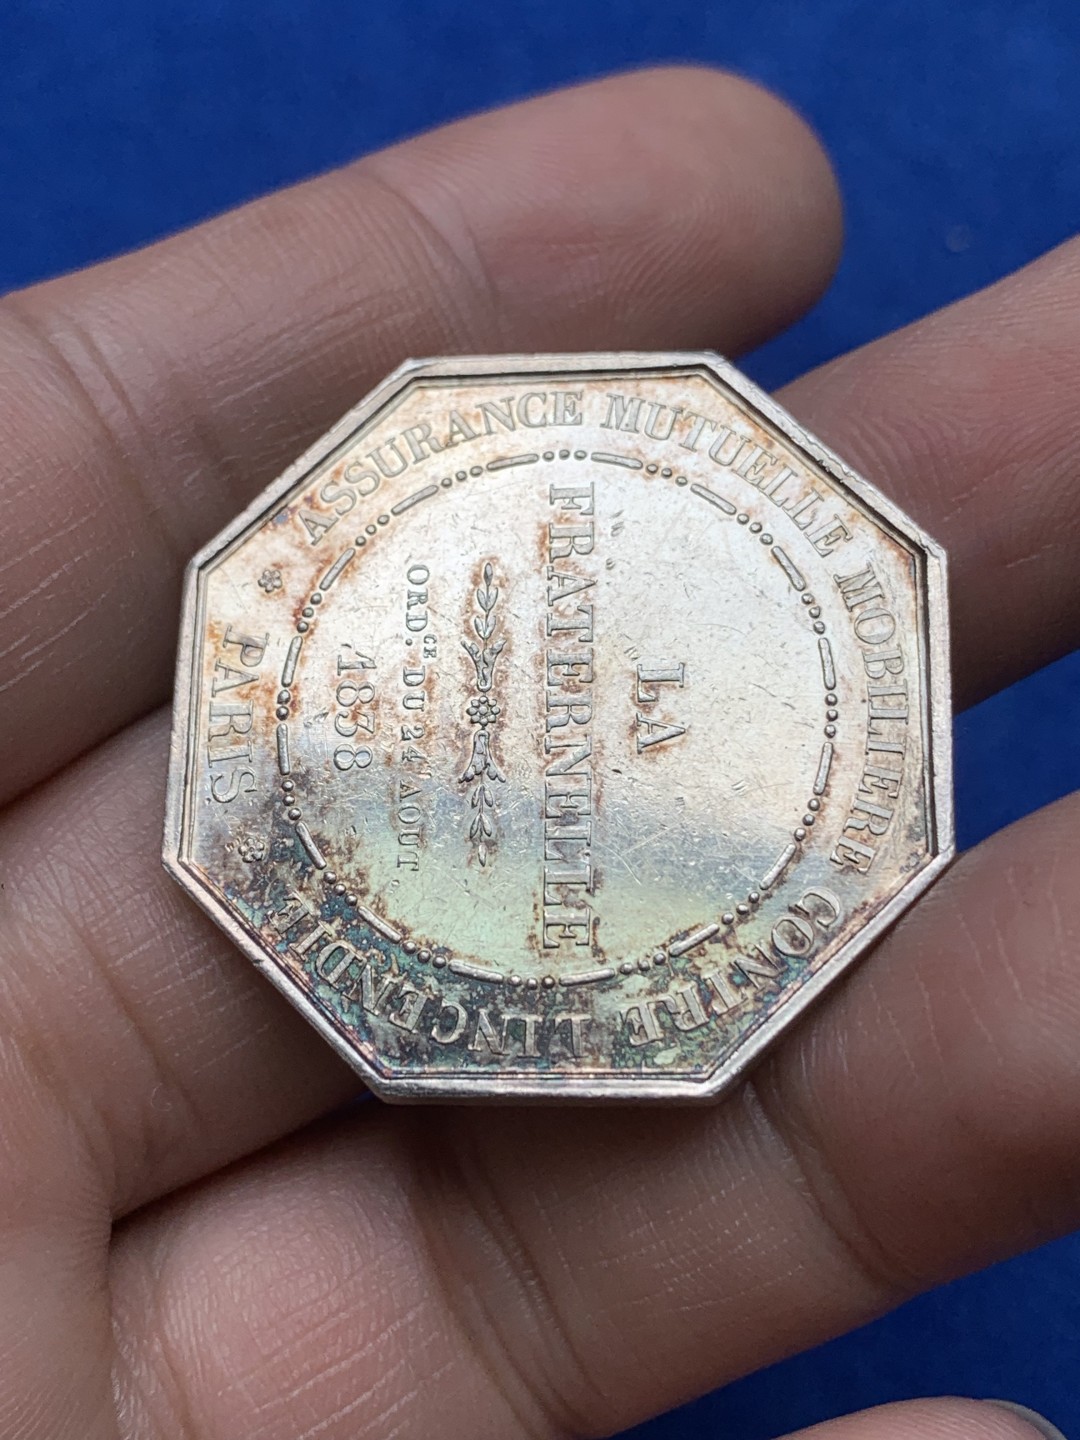 ASSURANCE MUTUELLE MOBILIERE CONTRE L'INCENDIE
LA
FRATERNELLE
ORD.CE DU 24 AOUT
1838
PARIS